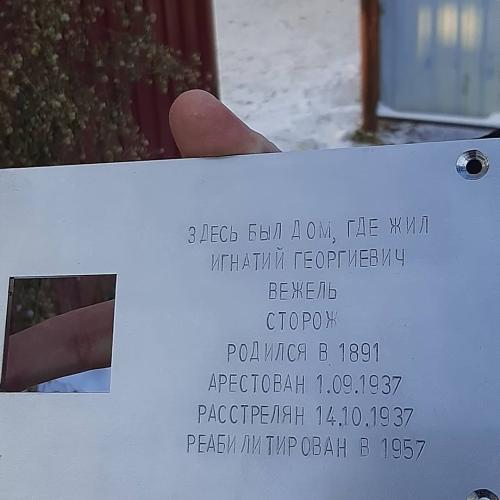 ЗДЕСЬ БЫЛ ДОМ, ГДЕ ЖИЛ
ИГНАТИЙ ГЕОРГИЕВИЧ
ВЕЖЕЛЬ
СТОРОЖ
РОДИЛСЯ В 1891
АРЕСТОВАН 1.09.1937
РАССТРЕЛЯН 14.10.1937
РЕАБИЛИТИРОВАН В 1957